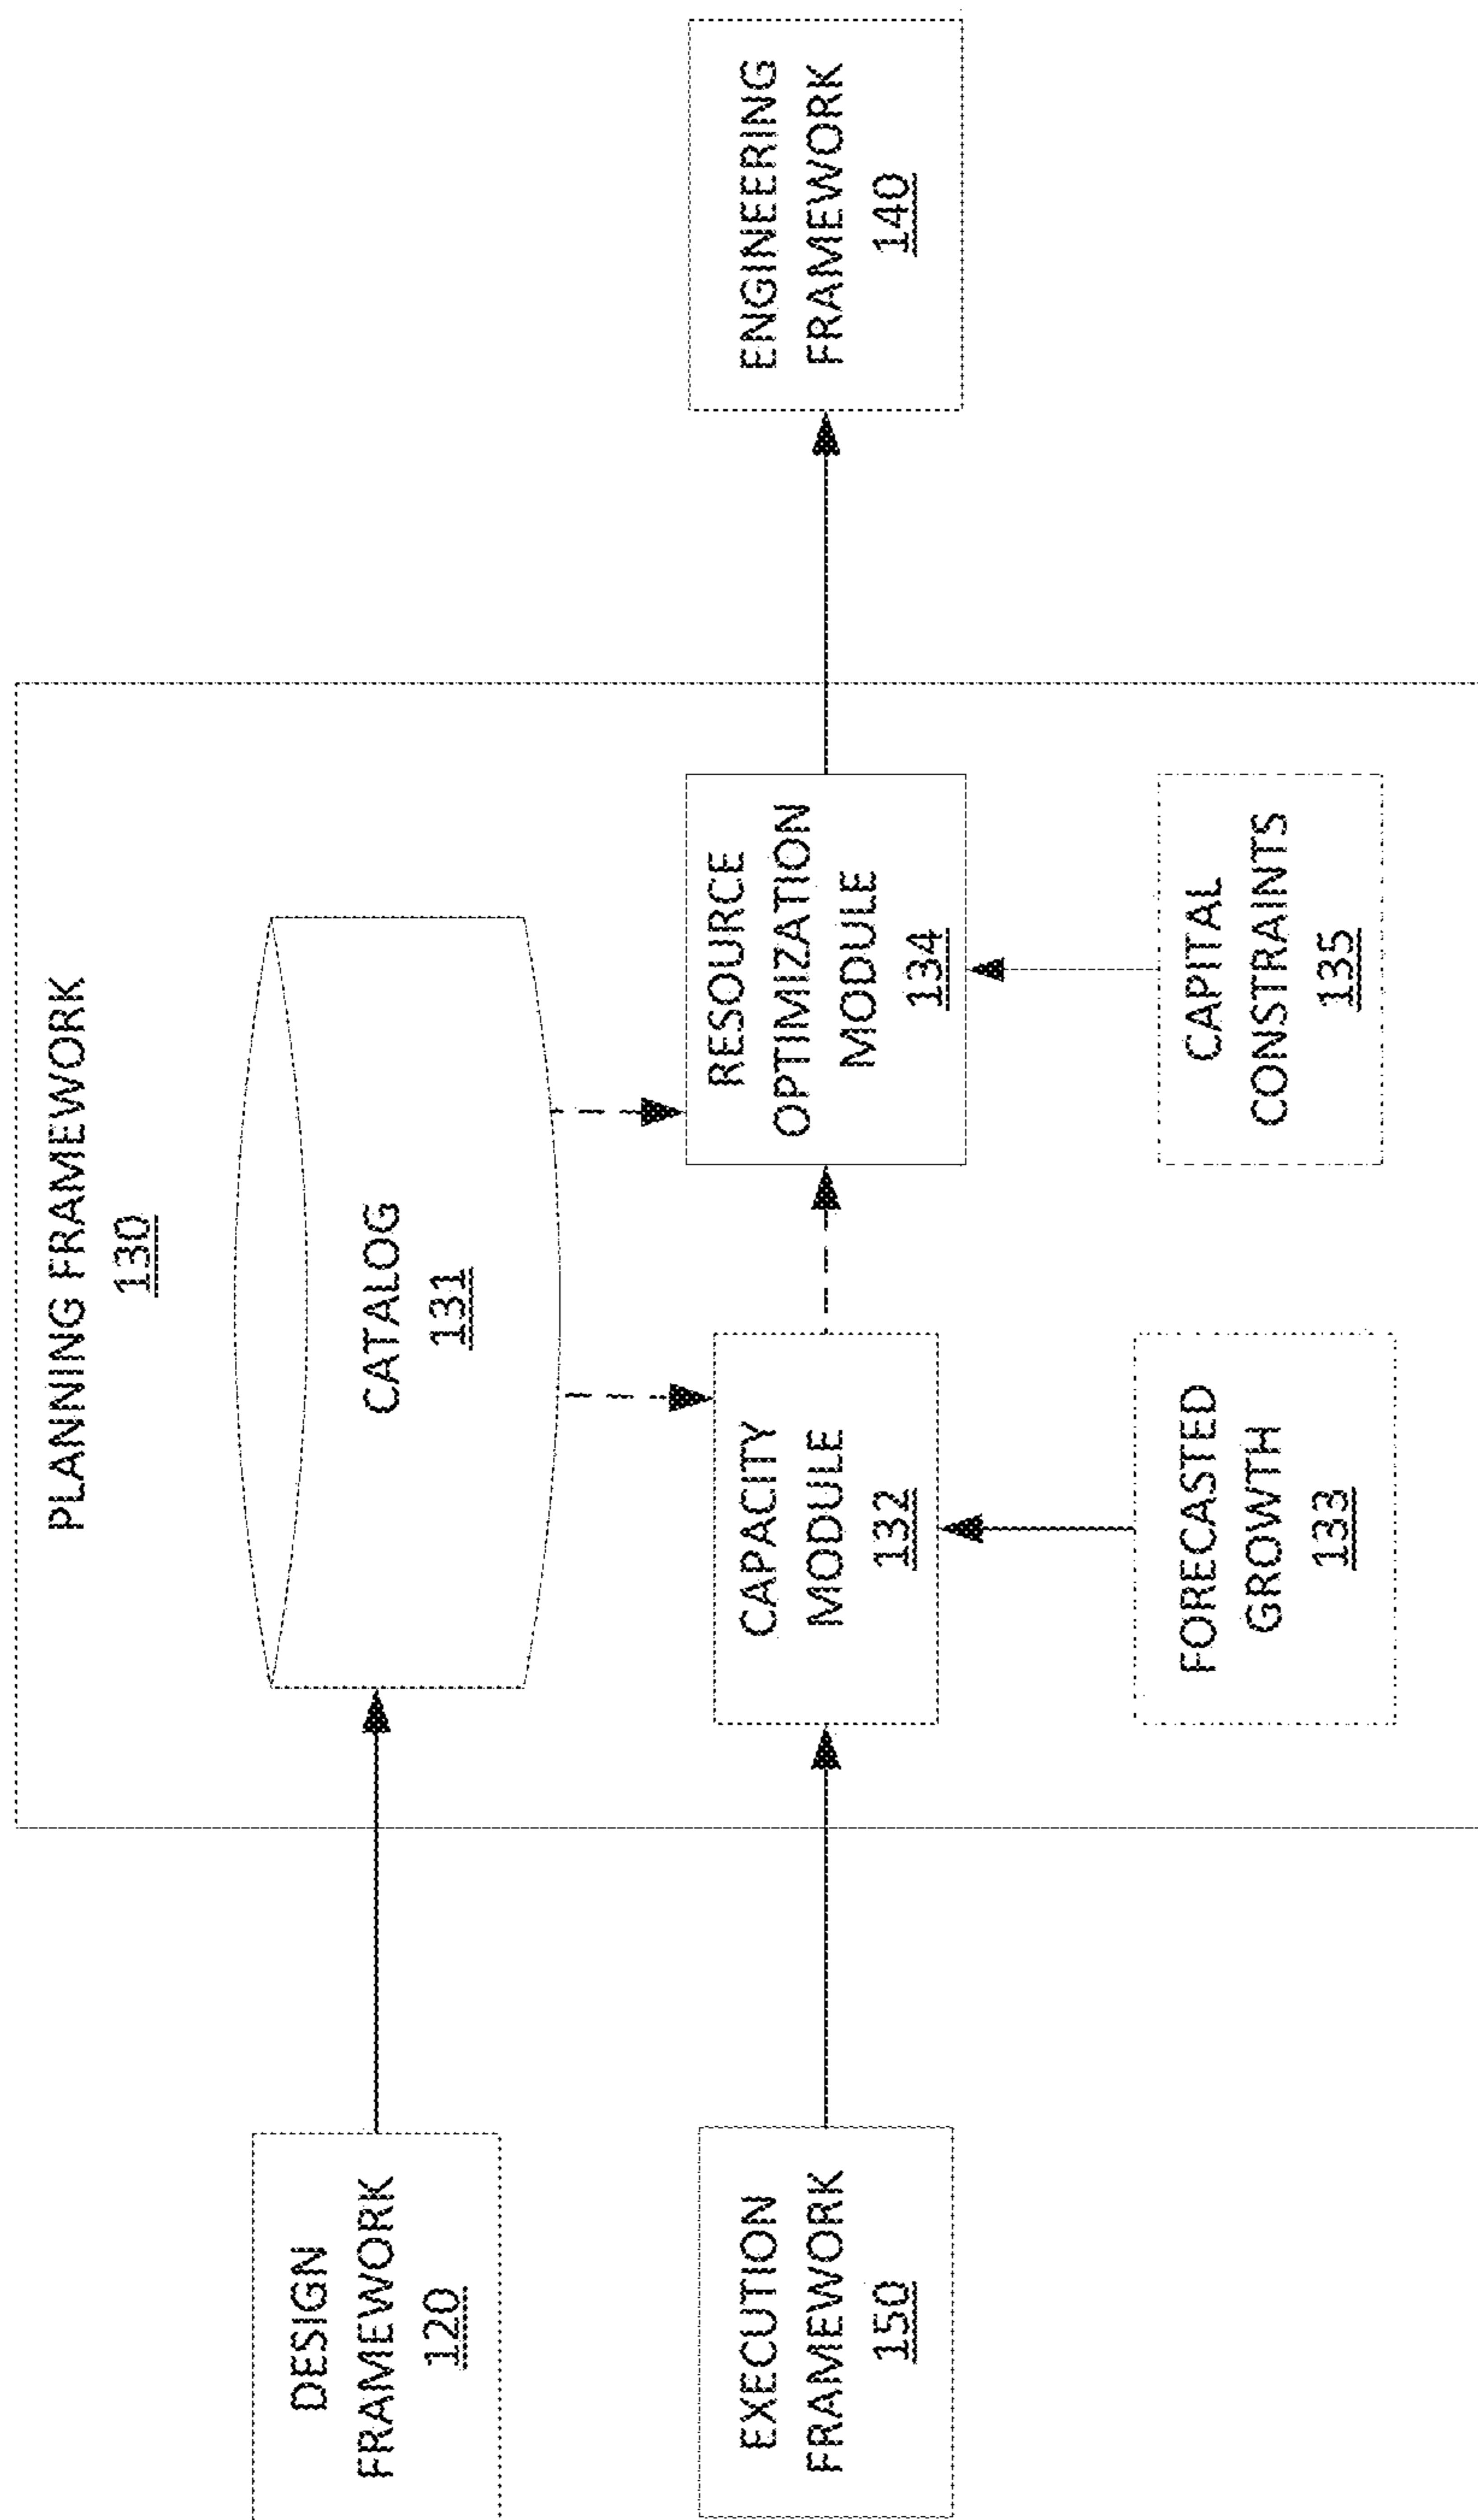 PLANNING FRAMEWORK
130
DESIGN
FRAMEWORK
120
CATALOG
131
EXECUTION
FRAMEWORK
150
CAPACITY
MODULE
132
RESOURCE
OPTIMIZATION
MODULE
134
ENGINEERING
FRAMEWORK
140
FORECASTED
GROWTH
133
CAPITAL
CONSTRAINTS
135